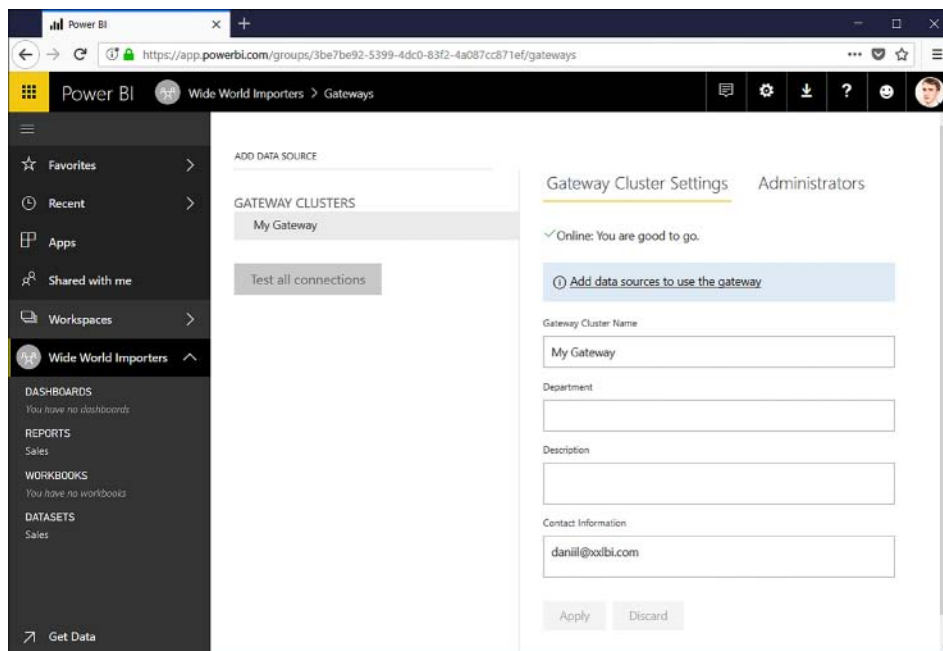 Power BI
https://app.powerbi.com/groups/3be7be92-5399-4dc0-83f2-4a087cc871ef/gateways
Power BI Wide World Importers > Gateways
Favorites
Recent
Apps
Shared with me
Workspaces
Wide World Importers
DASHBOARDS
You have no dashboards
REPORTS
Sales
WORKBOOKS
You have no workbooks
DATASETS
Sales
Get Data
ADD DATA SOURCE
GATEWAY CLUSTERS
My Gateway
Test all connections
Gateway Cluster Settings Administrators
Online: You are good to go.
Add data sources to use the gateway
Gateway Cluster Name
My Gateway
Department
Description
Contact Information
daniil@xxlbi.com
Apply Discard